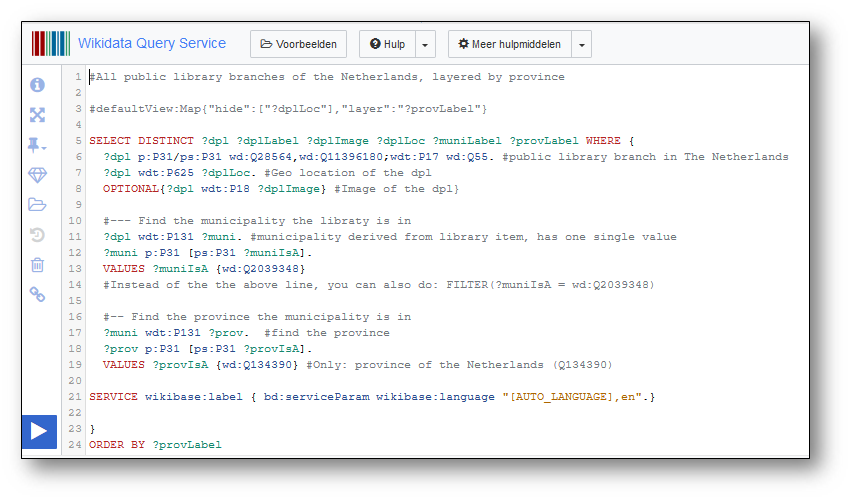 Wikidata Query Service Voorbeelden Hulp Meer hulpmiddelen
1 #All public library branches of the Netherlands, layered by province
2
3 #defaultView:Map{"hide":["?dplLoc"],"layer":"?provLabel"}
4
5 SELECT DISTINCT ?dpl ?dplLabel ?dplImage ?dplLoc ?muniLabel ?provLabel WHERE {
6 ?dpl p:P31/ps:P31 wd:Q28564,wd:Q11396180;wdt:P17 wd:Q55. #public library branch in The Netherlands
7 ?dpl wdt:P625 ?dplLoc. #Geo location of the dpl
8 OPTIONAL{?dpl wdt:P18 ?dplImage} #Image of the dpl}
9
10 #--- Find the municipality the libraty is in
11 ?dpl wdt:P131 ?muni. #municipality derived from library item, has one single value
12 ?muni p:P31 [ps:P31 ?muniIsA].
13 VALUES ?muniIsA {wd:Q2039348}
14 #Instead of the the above line, you can also do: FILTER(?muniIsA = wd:Q2039348)
15
16 #-- Find the province the municipality is in
17 ?muni wdt:P131 ?prov. #find the province
18 ?prov p:P31 [ps:P31 ?provIsA].
19 VALUES ?provIsA {wd:Q134390} #Only: province of the Netherlands (Q134390)
20
21 SERVICE wikibase:label { bd:serviceParam wikibase:language "[AUTO_LANGUAGE],en".}
22
23 }
24 ORDER BY ?provLabel